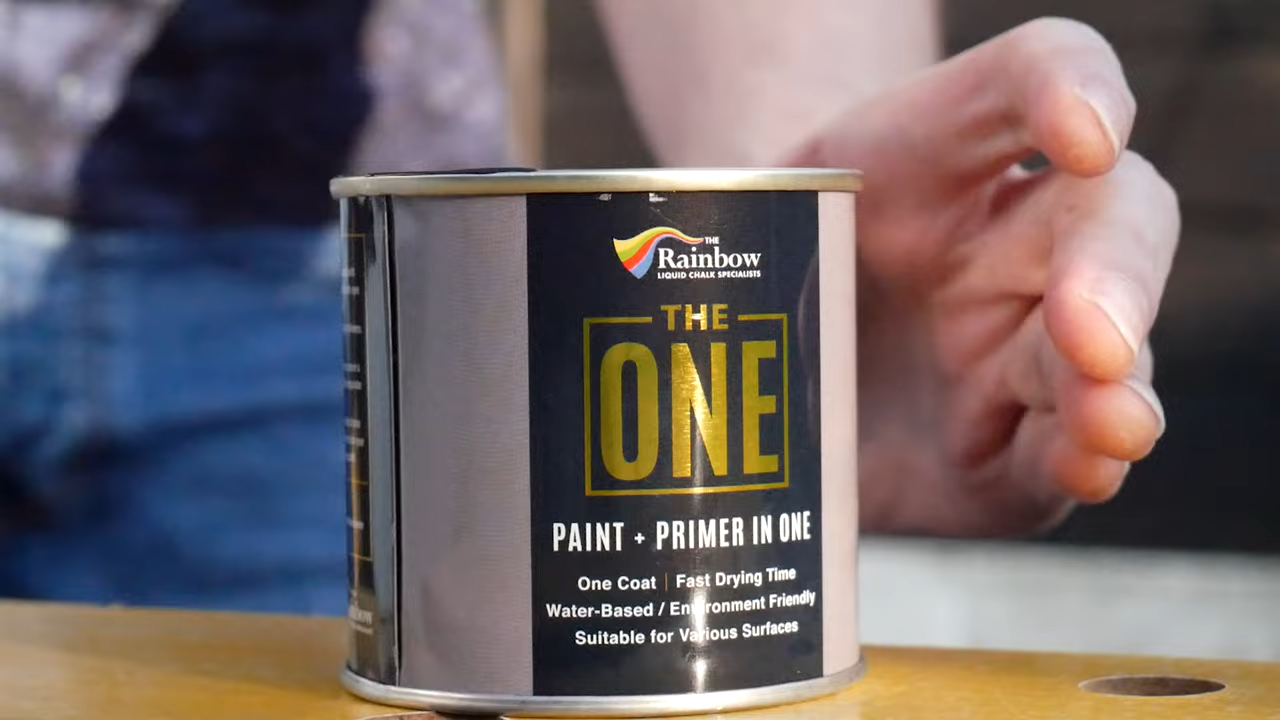 THE
Rainbow
LIQUID CHALK SPECIALISTS
THE
ONE
PAINT + PRIMER IN ONE
One Coat | Fast Drying Time
Water-Based / Environment Friendly
Suitable for Various Surfaces